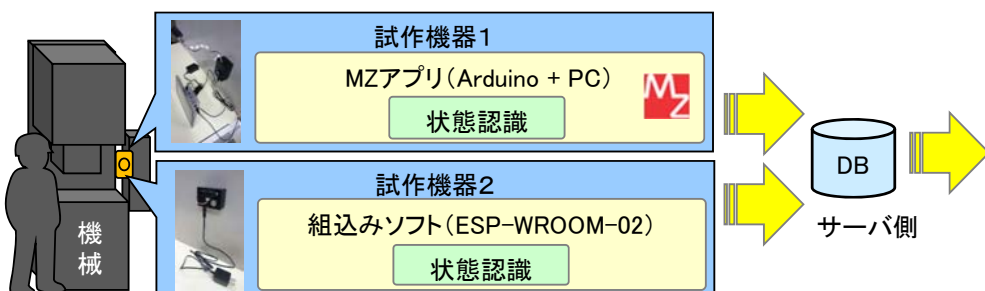 試作機器1
MZアプリ(Arduino + PC)
MZ
状態認識
試作機器2
組込みソフト(ESP-WROOM-02)
状態認識
機
械
DB
サーバ側